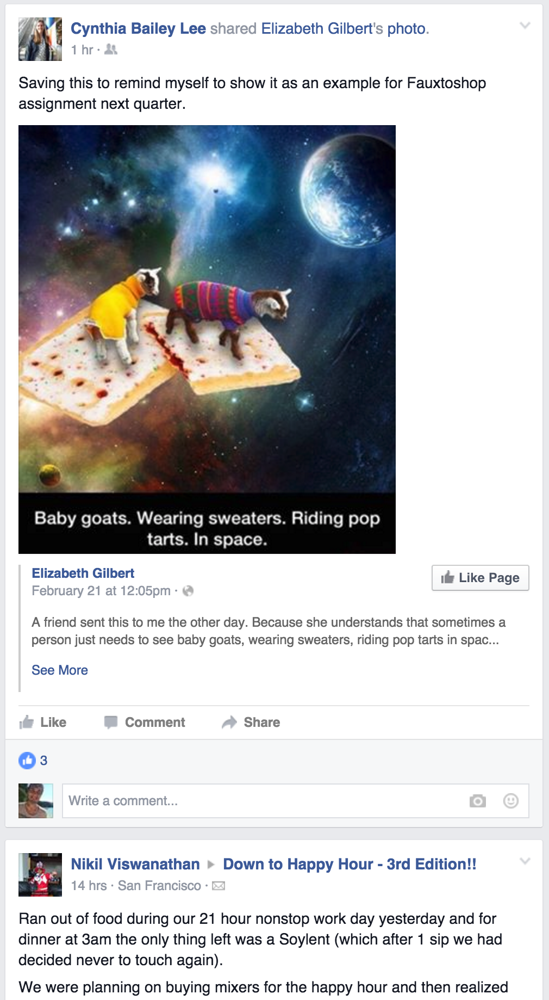 Cynthia Bailey Lee shared Elizabeth Gilbert's photo.
1 hr ·
Saving this to remind myself to show it as an example for Fauxtoshop
assignment next quarter.
Baby goats. Wearing sweaters. Riding pop
tarts. In space.
Elizabeth Gilbert
February 21 at 12:05pm ·
Like Page
A friend sent this to me the other day. Because she understands that sometimes a
person just needs to see baby goats, wearing sweaters, riding pop tarts in spac...
See More
Like Comment Share
3
Write a comment...
Nikil Viswanathan ▶ Down to Happy Hour - 3rd Edition!!
14 hrs · San Francisco ·
Ran out of food during our 21 hour nonstop work day yesterday and for
dinner at 3am the only thing left was a Soylent (which after 1 sip we had
decided never to touch again).
We were planning on buying mixers for the happy hour and then realized